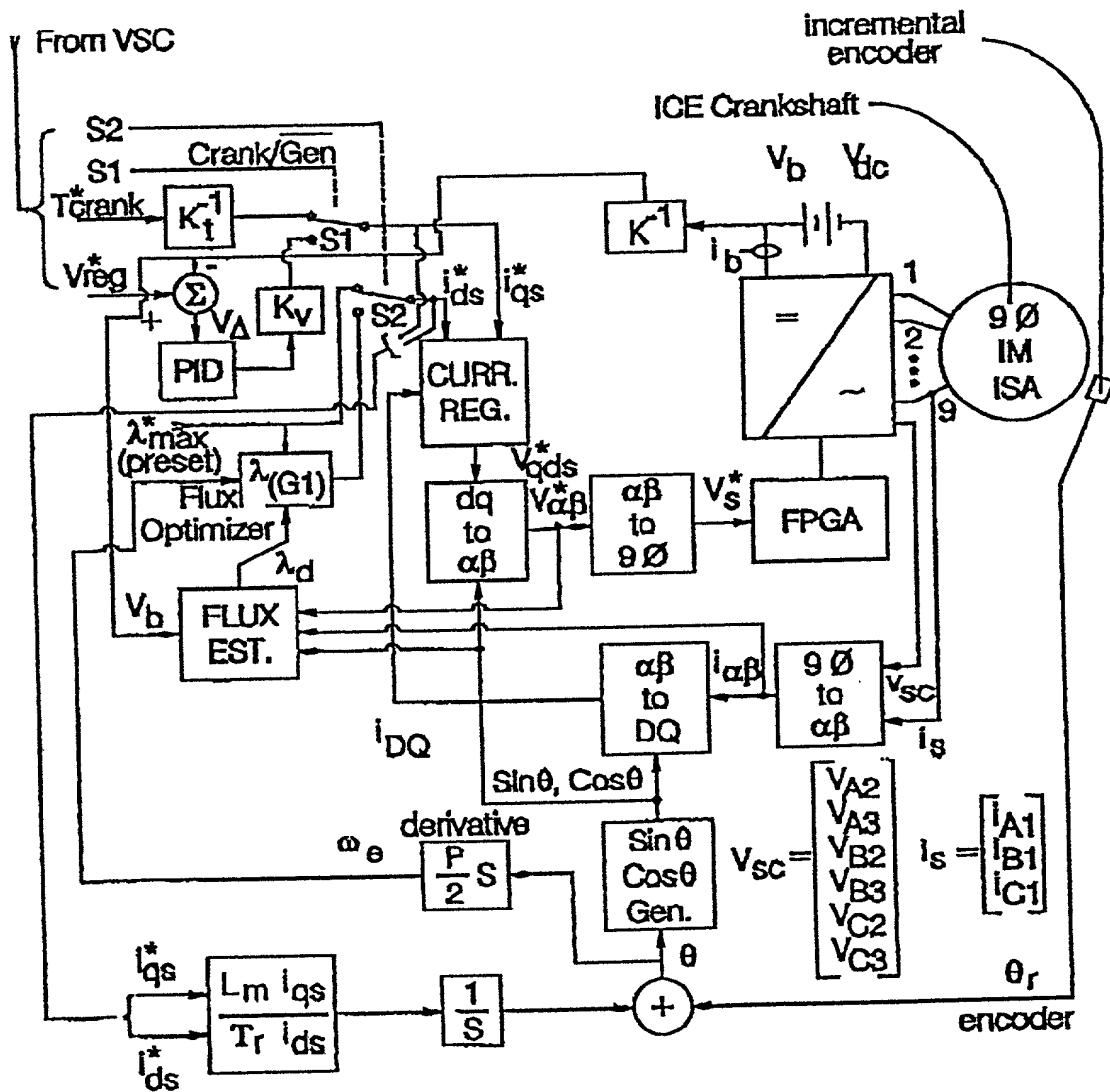 From VSC
incremental
encoder
ICE Crankshaft
S2
Crank/Gen
S1
T*crank
K_t^-1
S1
V*reg
-
Σ
+
V_Δ
K_V
PID
S2
i*ds
i*qs
K^-1
V_b
V_dc
i_b
=
~
1
2
9
9Ø
IM
ISA
CURR.
REG.
λ*max
(preset)
λ(G1)
Flux
Optimizer
λ_d
V*qds
dq
to
αβ
V*αβ
αβ
to
9Ø
V*s
FPGA
V_b
FLUX
EST.
αβ
to
DQ
i_αβ
9Ø
to
αβ
v_sc
i_s
i_DQ
Sinθ, Cosθ
derivative
ω_e
P/2 S
Sinθ
Cosθ
Gen.
V_sc = [V_A2 V_A3 V_B2 V_B3 V_C2 V_C3]
i_s = [i_A1 i_B1 i_C1]
θ
θ_r
encoder
i*qs
i*ds
L_m i_qs
T_r i_ds
1/S
+